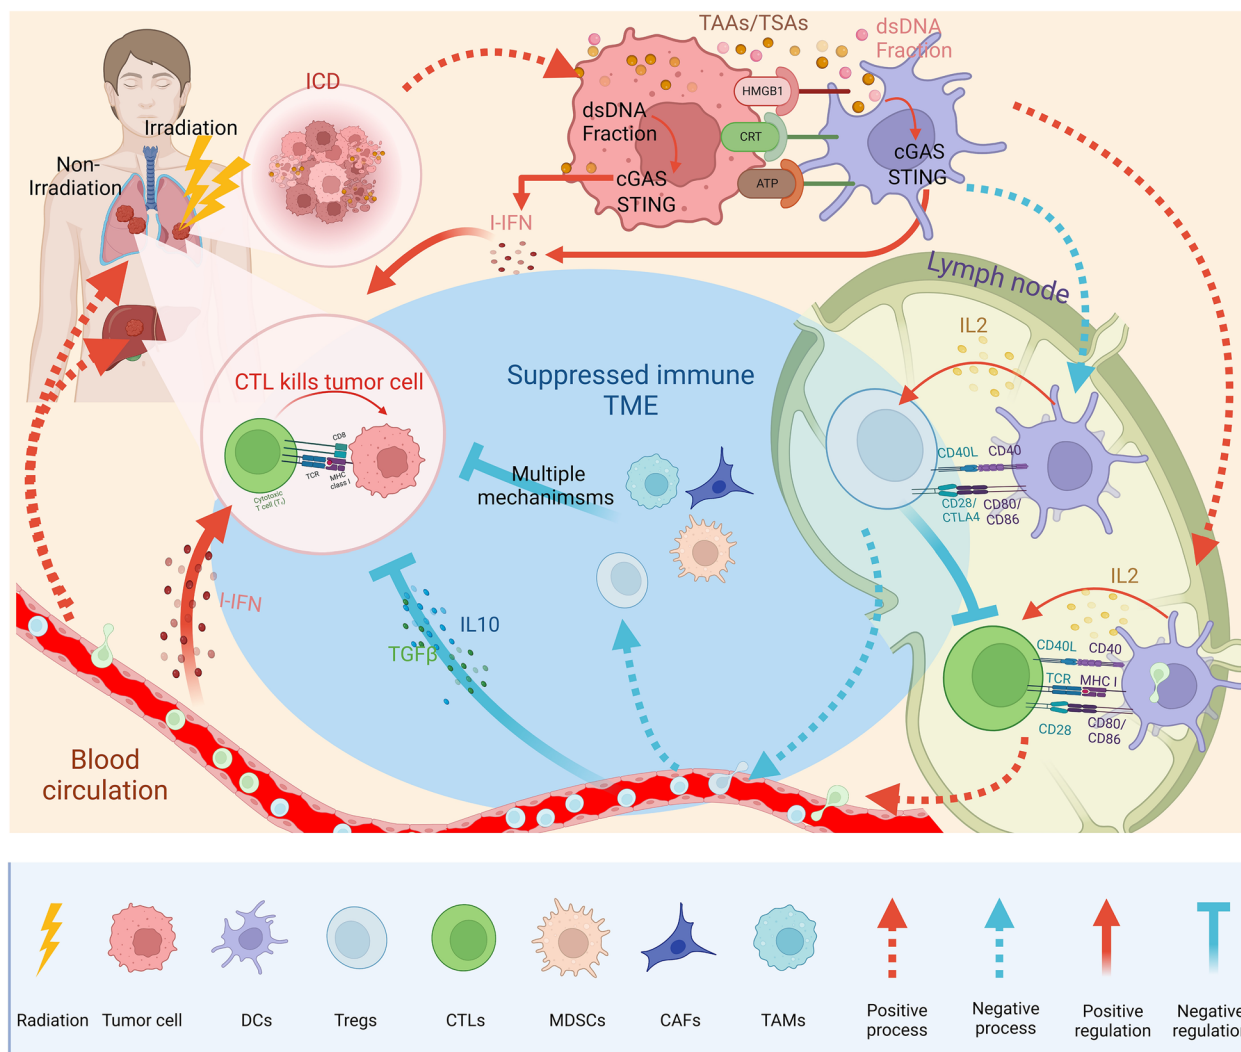 TAAs/TSAs
dsDNA
Fraction
ICD
HMGB1
dsDNA
Fraction
Irradiation
CRT
cGAS
STING
Non-
Irradiation
cGAS
STING
ATP
I-IFN
Lymph node
IL2
Suppressed immune
TME
CTL kills tumor cell
CD8
TCR
MHC
class I
Cytotoxic
T cell (Tc)
CD40L
CD40
Multiple
mechanimsms
CD28/
CTLA4
CD80/
CD86
IL2
I-IFN
IL10
TGFβ
CD40L
CD40
TCR
MHC I
CD28
CD80/
CD86
Blood
circulation
Radiation
Tumor cell
DCs
Tregs
CTLs
MDSCs
CAFs
TAMs
Positive
process
Negative
process
Positive
regulation
Negative
regulation